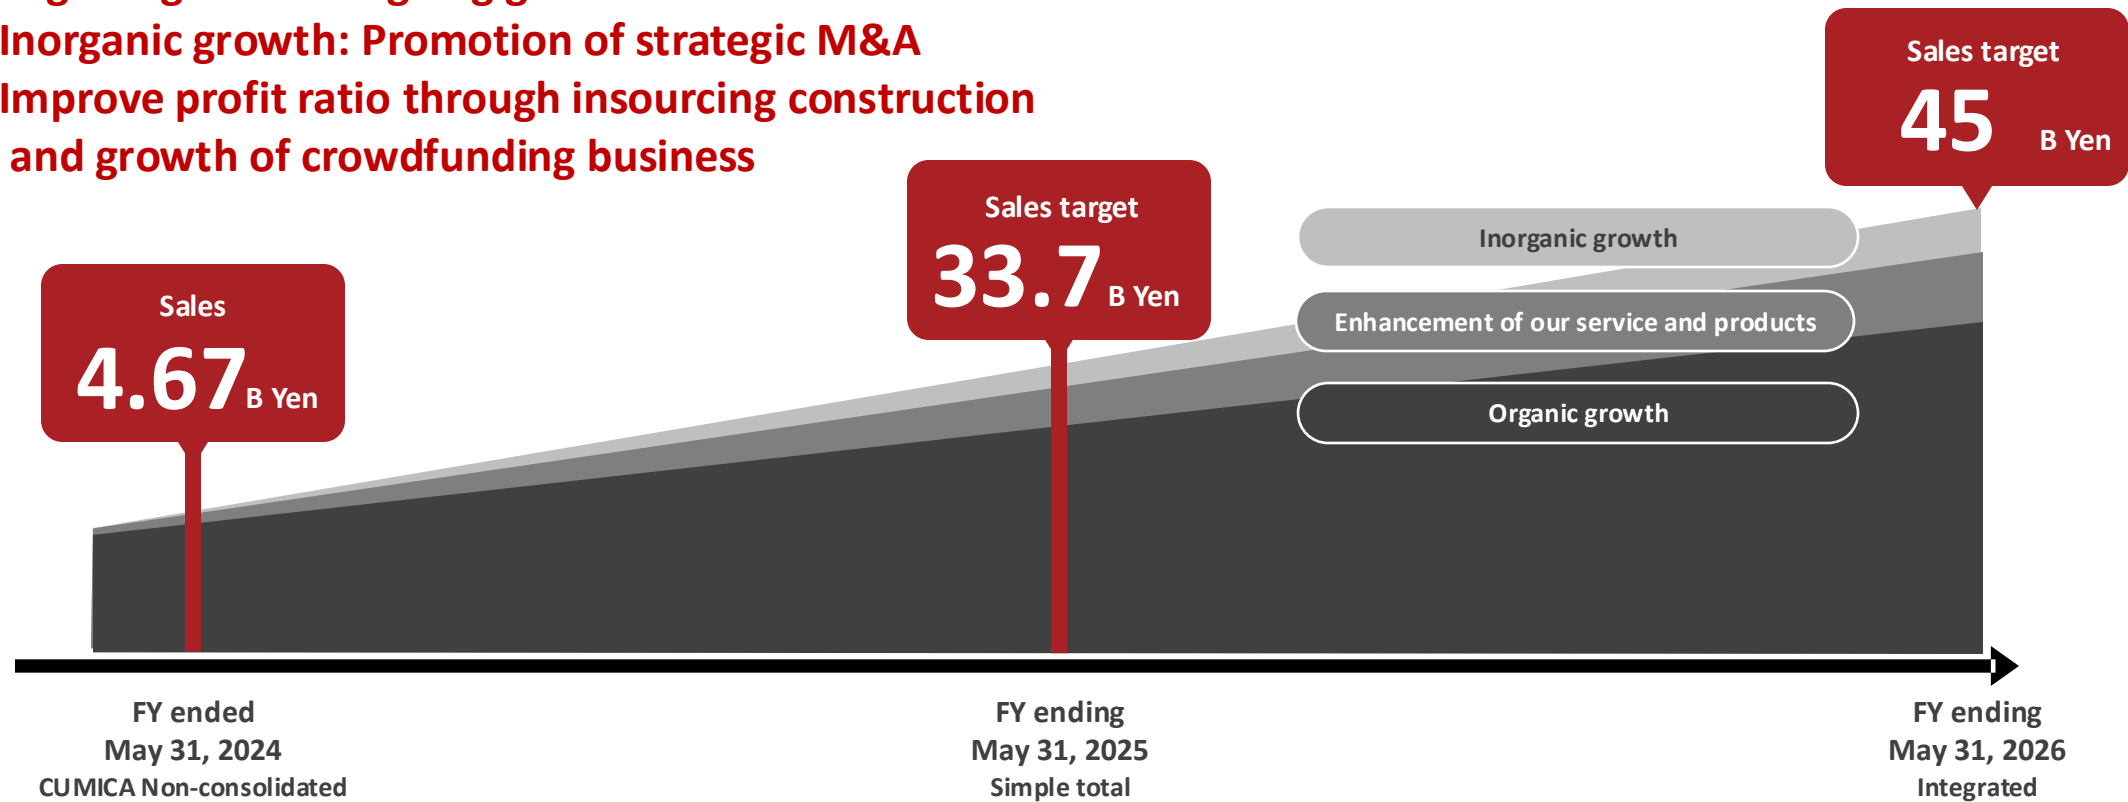 Inorganic growth: Promotion of strategic M&A
Improve profit ratio through insourcing construction
and growth of crowdfunding business
Sales target
45 B Yen
Sales target
33.7 B Yen
Inorganic growth
Sales
4.67 B Yen
Enhancement of our service and products
Organic growth
FY ended
May 31, 2024
CUMICA Non-consolidated
FY ending
May 31, 2025
Simple total
FY ending
May 31, 2026
Integrated